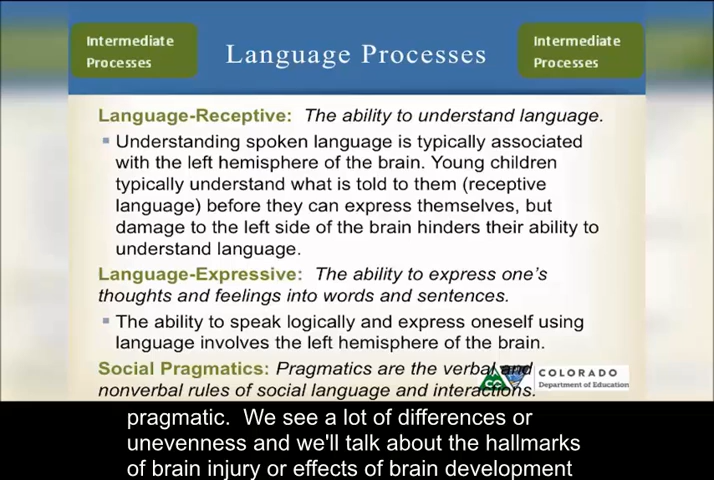 Intermediate
Processes
Language Processes
Intermediate
Processes
Language-Receptive: The ability to understand language.
Understanding spoken language is typically associated
with the left hemisphere of the brain. Young children
typically understand what is told to them (receptive
language) before they can express themselves, but
damage to the left side of the brain hinders their ability to
understand language.
Language-Expressive: The ability to express one's
thoughts and feelings into words and sentences.
The ability to speak logically and express oneself using
language involves the left hemisphere of the brain.
Social Pragmatics: Pragmatics are the verbal and
nonverbal rules of social language and interactions.
COLORADO
Department of Education
pragmatic. We see a lot of differences or
unevenness and we'll talk about the hallmarks
of brain injury or effects of brain development